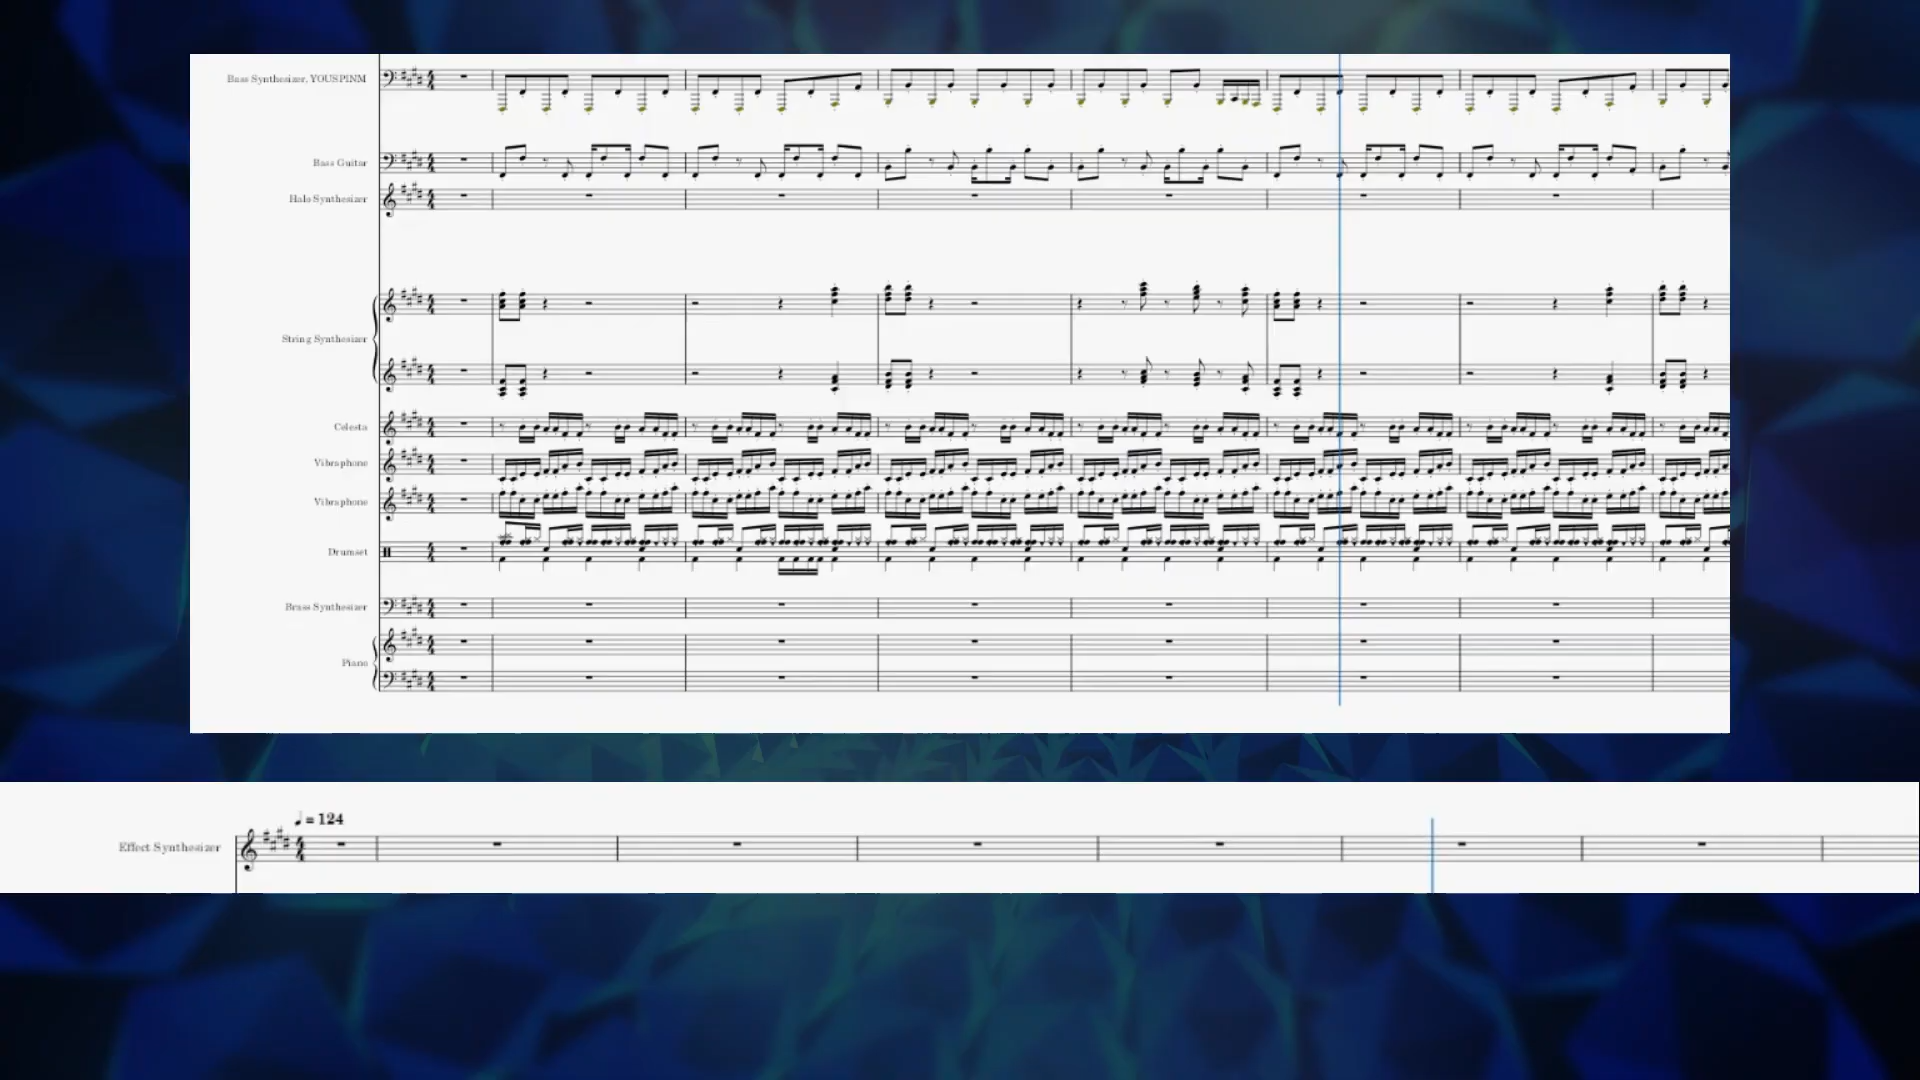 Bass Synthesizer, YOUSPINM
Bass Guitar
Halo Synthesizer
String Synthesizer
Celesta
Vibraphone
Vibraphone
Drumset
Brass Synthesizer
Piano
♩ = 124
Effect Synthesizer